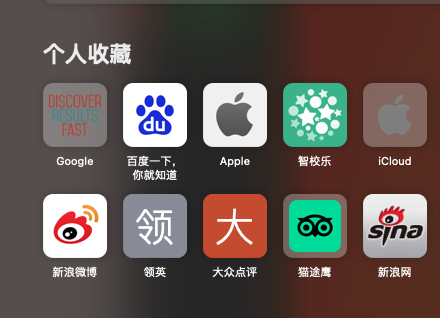 个人收藏
DISCOVER
RESULTS
FAST
du
领
大
sina
Google
百度一下，
你就知道
Apple
智校乐
iCloud
新浪微博
领英
大众点评
猫途鹰
新浪网